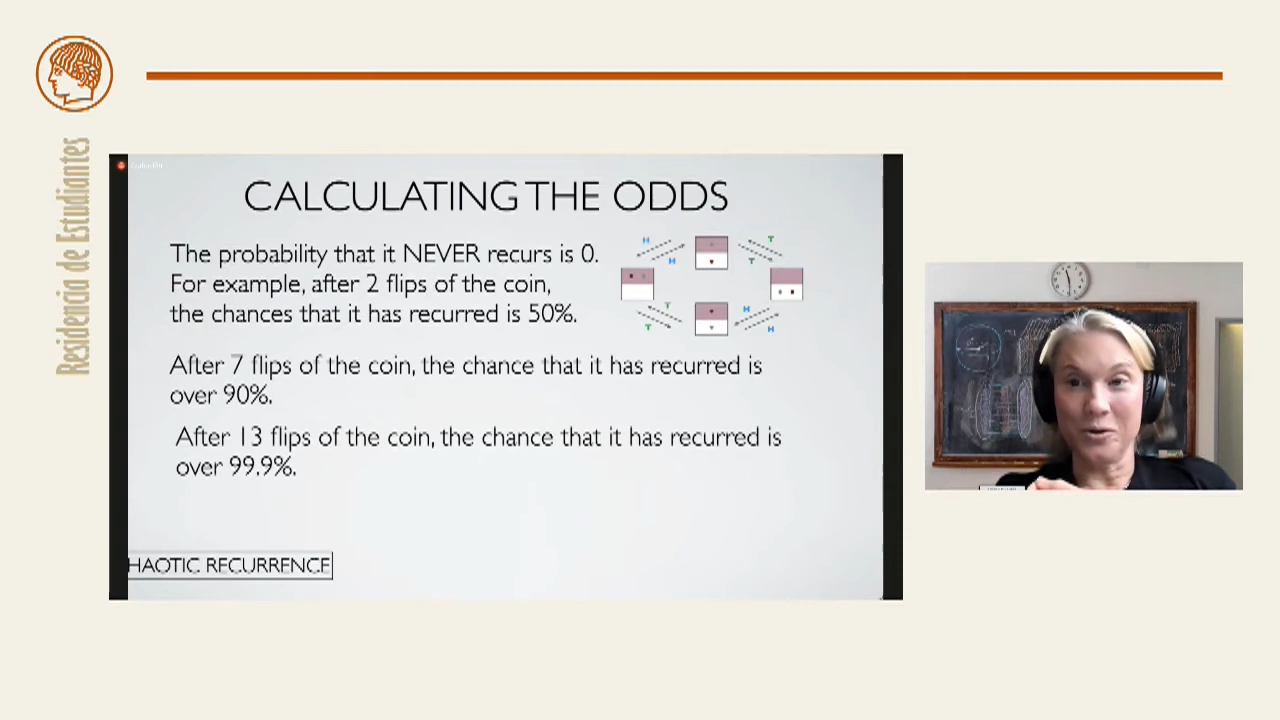 Residencia de Estudiantes
CALCULATING THE ODDS
The probability that it NEVER recurs is 0.
For example, after 2 flips of the coin,
the chances that it has recurred is 50%.
H
H
T
T
T
T
H
H
After 7 flips of the coin, the chance that it has recurred is
over 90%.
After 13 flips of the coin, the chance that it has recurred is
over 99.9%.
HAOTIC RECURRENCE